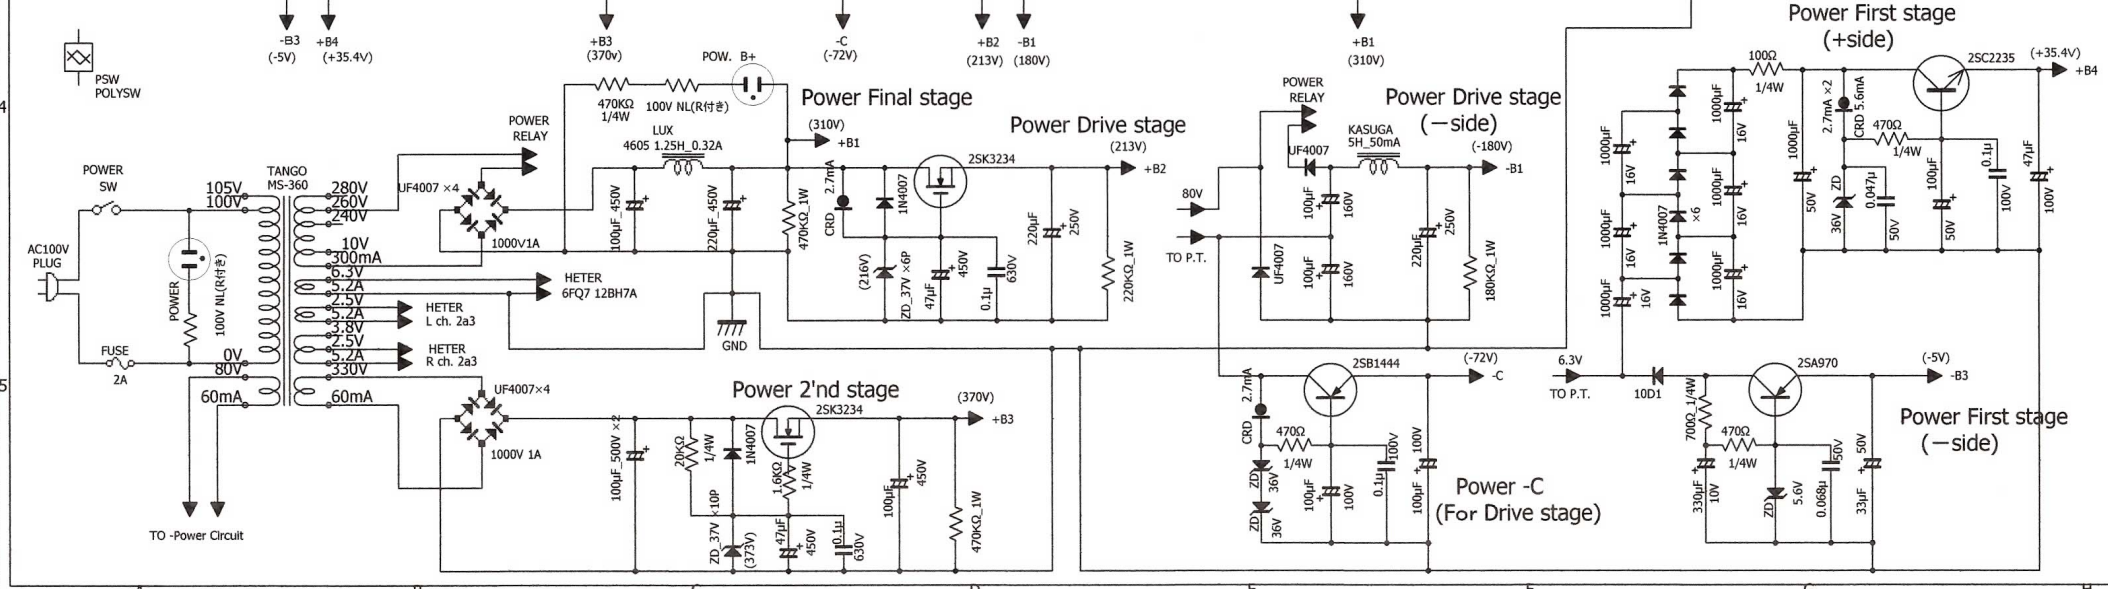 -B3
(-5V)
+B4
(+35.4V)
+B3
(370v)
-C
(-72V)
+B2
(213V)
-B1
(180V)
+B1
(310V)
Power First stage
(+side)
PSW
POLYSW
POW. B+
470KΩ
1/4W
100V NL(R付き)
Power Final stage
(310V)
+B1
POWER
RELAY
LUX
4605 1.25H_0.32A
Power Drive stage
(213V)
+B2
2SK3234
POWER
RELAY
UF4007
KASUGA
5H_50mA
Power Drive stage
(−side)
(-180V)
-B1
100Ω
1/4W
2SC2235
(+35.4V)
+B4
POWER
SW
TANGO
MS-360
105V
100V
280V
260V
240V
10V
300mA
6.3V
5.2A
2.5V
5.2A
3.8V
2.5V
5.2A
330V
60mA
0V
80V
60mA
UF4007 ×4
1000V1A
HETER
6FQ7 12BH7A
HETER
L ch. 2a3
HETER
R ch. 2a3
AC100V
PLUG
POWER
100V NL(R付き)
FUSE
2A
TO -Power Circuit
100μF_450V
220μF_450V
470KΩ_1W
GND
2.7mA
CRD
1N4007
(216V)
ZD_37V ×6P
47μF
450V
0.1μ
630V
220μF
250V
220KΩ_1W
80V
TO P.T.
UF4007
100μF
160V
100μF
160V
220μF
250V
180KΩ_1W
1000μF
16V
1000μF
16V
1000μF
16V
1N4007
×6
1000μF
16V
1000μF
16V
1000μF
16V
1000μF
50V
2.7mA ×2
CRD 5.6mA
470Ω
1/4W
ZD
36V
0.047μ
50V
100μF
50V
0.1μ
100V
47μF
100V
UF4007×4
1000V 1A
Power 2'nd stage
2SK3234
(370V)
+B3
100μF_500V ×2
20KΩ
1/4W
1N4007
1.6KΩ
1/4W
ZD_37V ×10P
(373V)
47μF
450V
0.1μ
630V
100μF
450V
470KΩ_1W
2SB1444
(-72V)
-C
2.7mA
CRD
470Ω
1/4W
ZD
36V
ZD
36V
100μF
100V
0.1μ
100V
100μF
100V
Power -C
(For Drive stage)
6.3V
TO P.T.
10D1
2SA970
(-5V)
-B3
Power First stage
(−side)
700Ω_1/4W
470Ω
1/4W
330μF
10V
ZD
5.6V
0.068μ
50V
33μF
50V
4
5